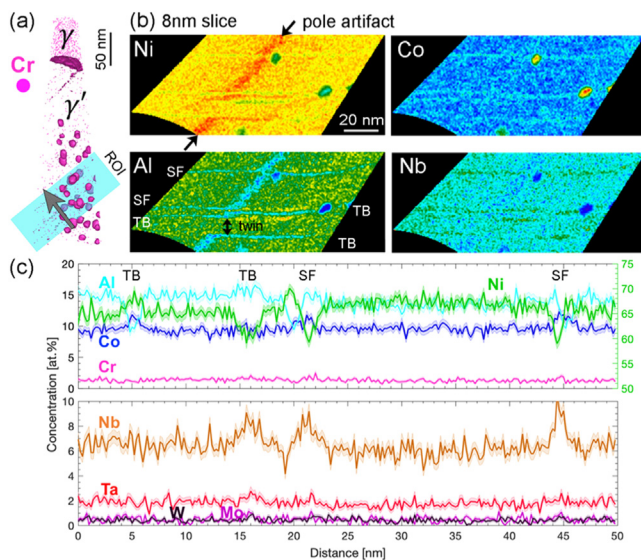 (a)
γ
Cr
50 nm
γ'
ROI
(b) 8nm slice
pole artifact
Ni
20 nm
Co
Al
SF
SF
TB
TB
twin
TB
TB
Nb
(c)
TB
TB
SF
SF
Al
Ni
Co
Cr
20
15
10
5
0
70
65
60
55
50
Concentration [at.%]
Nb
Ta
W
Mo
10
8
6
4
2
0
0 5 10 15 20 25 30 35 40 45 50
Distance [nm]